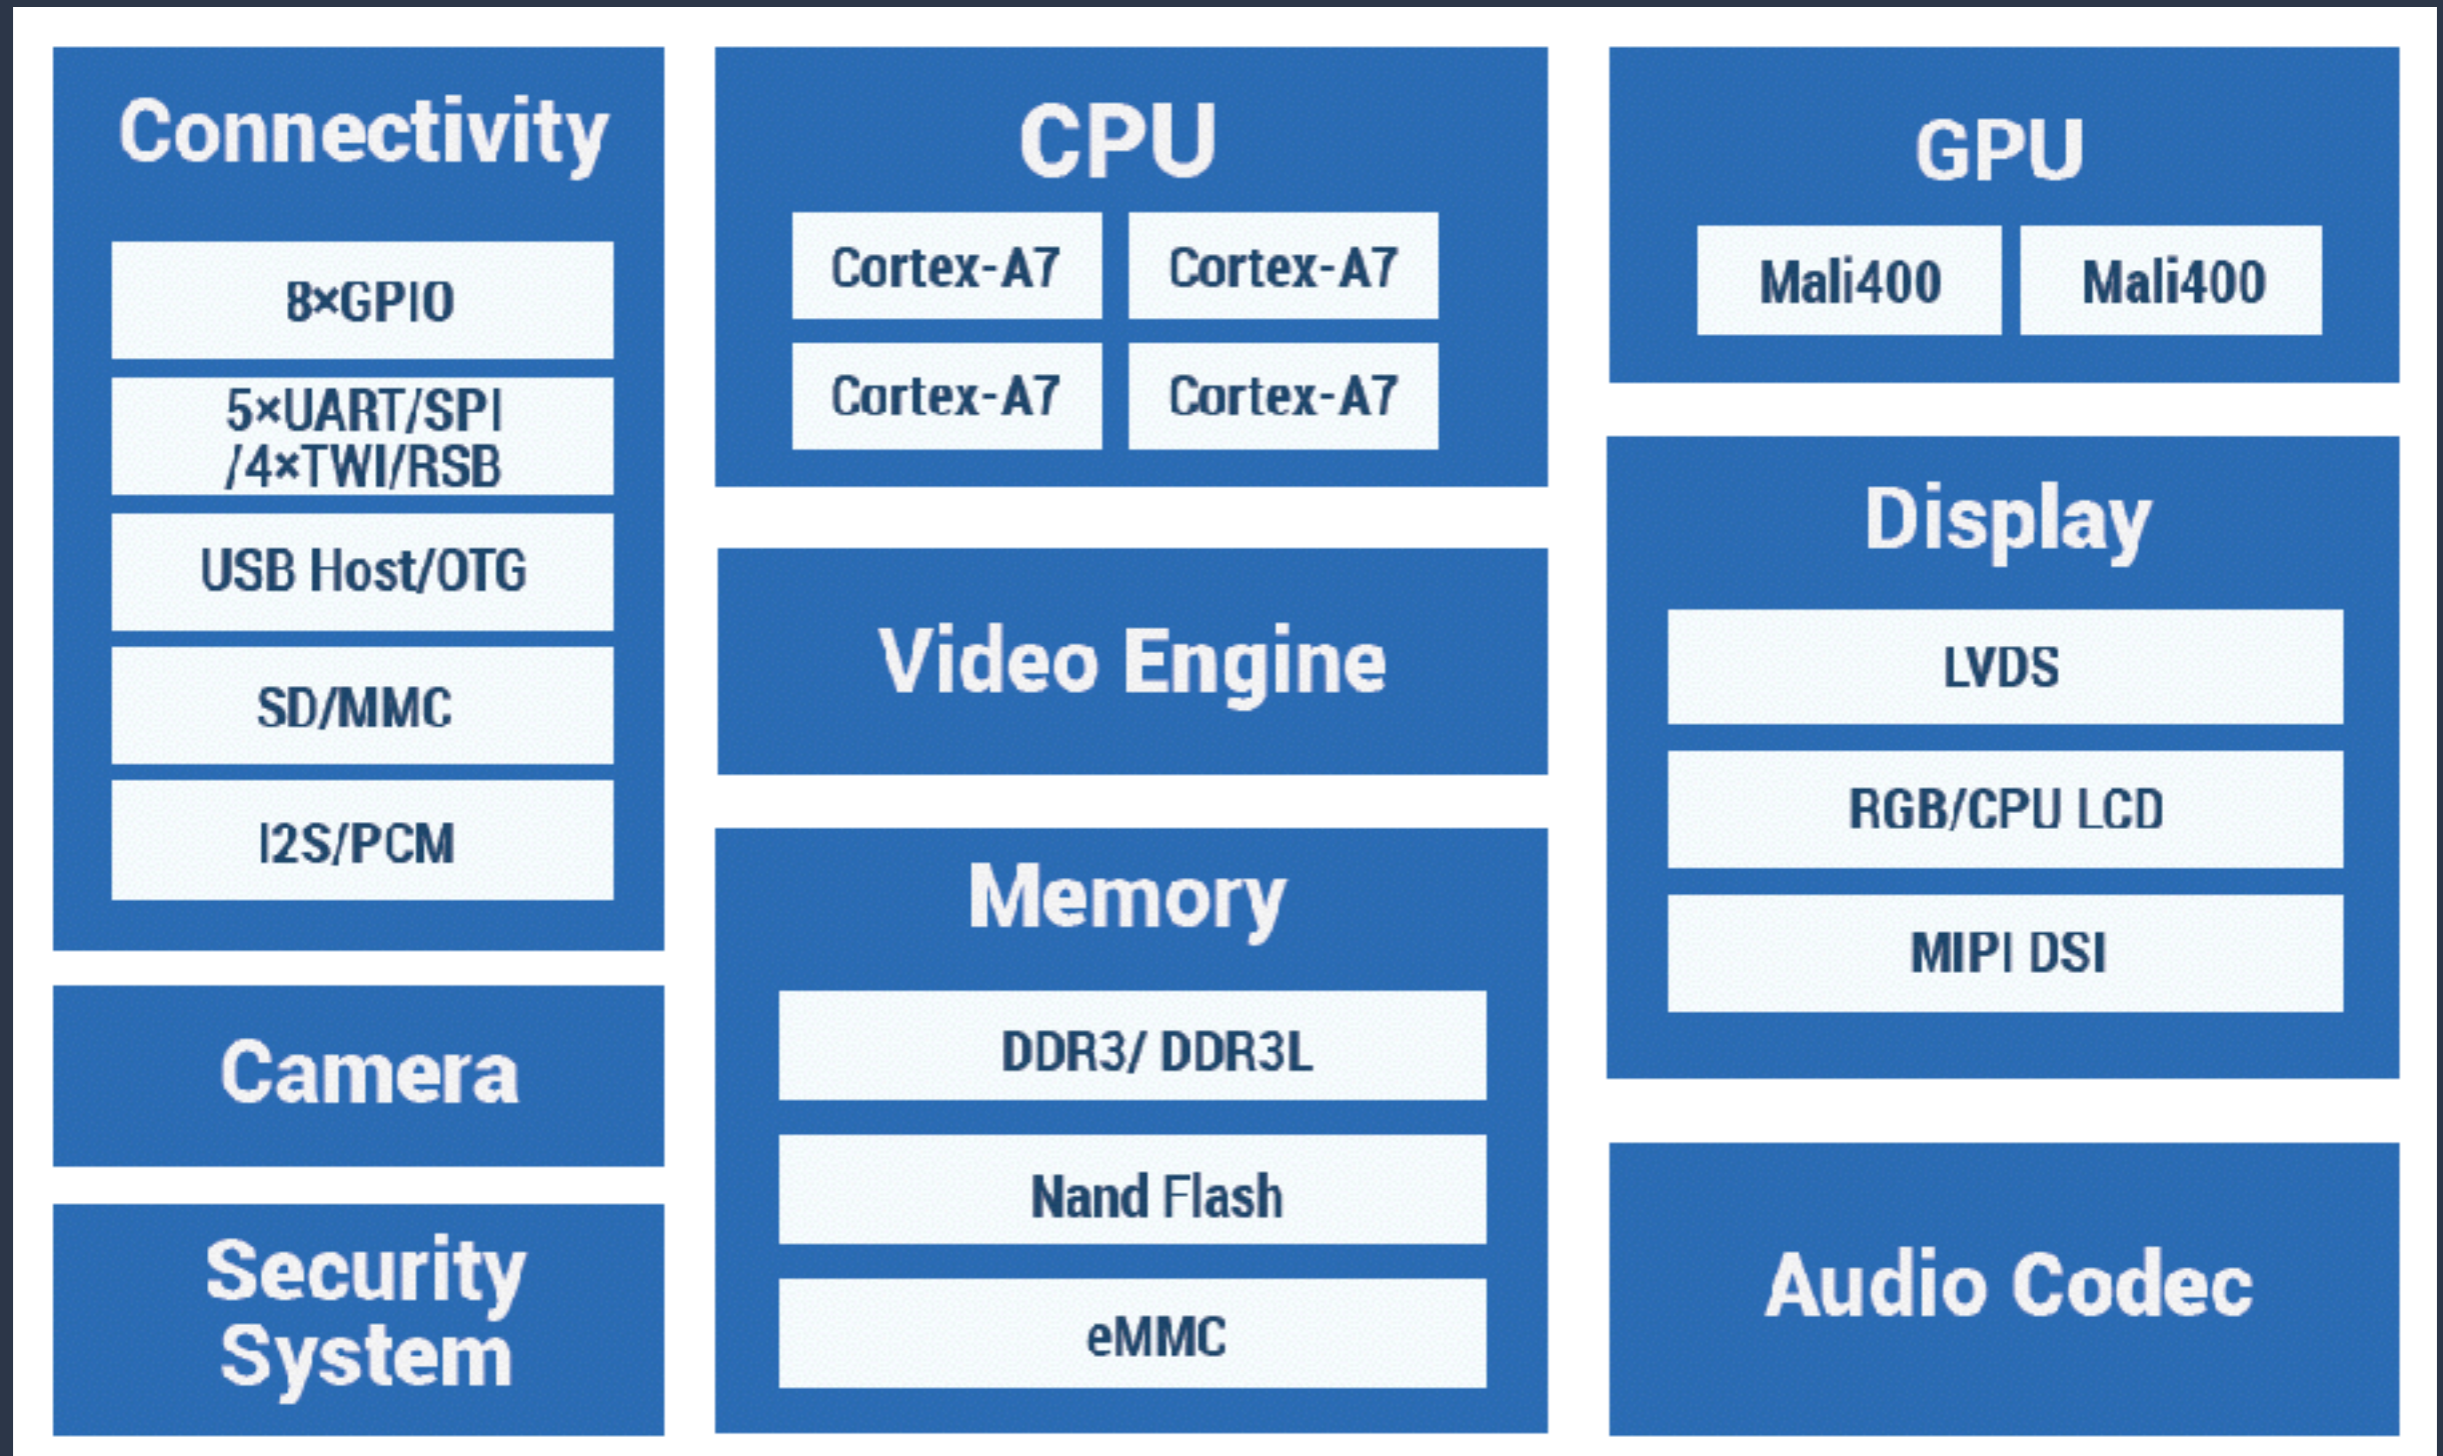 Connectivity
8×GPIO
5×UART/SPI
/4×TWI/RSB
USB Host/OTG
SD/MMC
I2S/PCM
Camera
Security
System
CPU
Cortex-A7
Cortex-A7
Cortex-A7
Cortex-A7
Video Engine
Memory
DDR3/ DDR3L
Nand Flash
eMMC
GPU
Mali400
Mali400
Display
LVDS
RGB/CPU LCD
MIPI DSI
Audio Codec